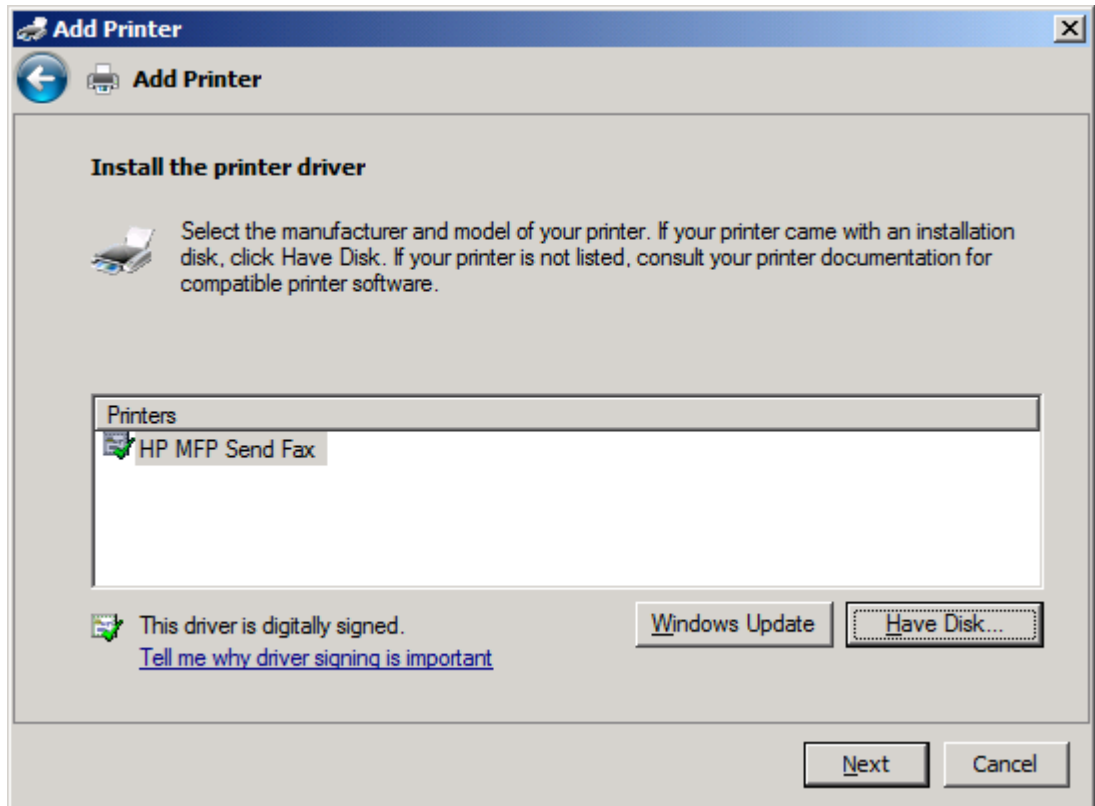 Add Printer
Add Printer
Install the printer driver
Select the manufacturer and model of your printer. If your printer came with an installation
disk, click Have Disk. If your printer is not listed, consult your printer documentation for
compatible printer software.
Printers
HP MFP Send Fax
This driver is digitally signed.
Windows Update
Have Disk...
Tell me why driver signing is important
Next
Cancel